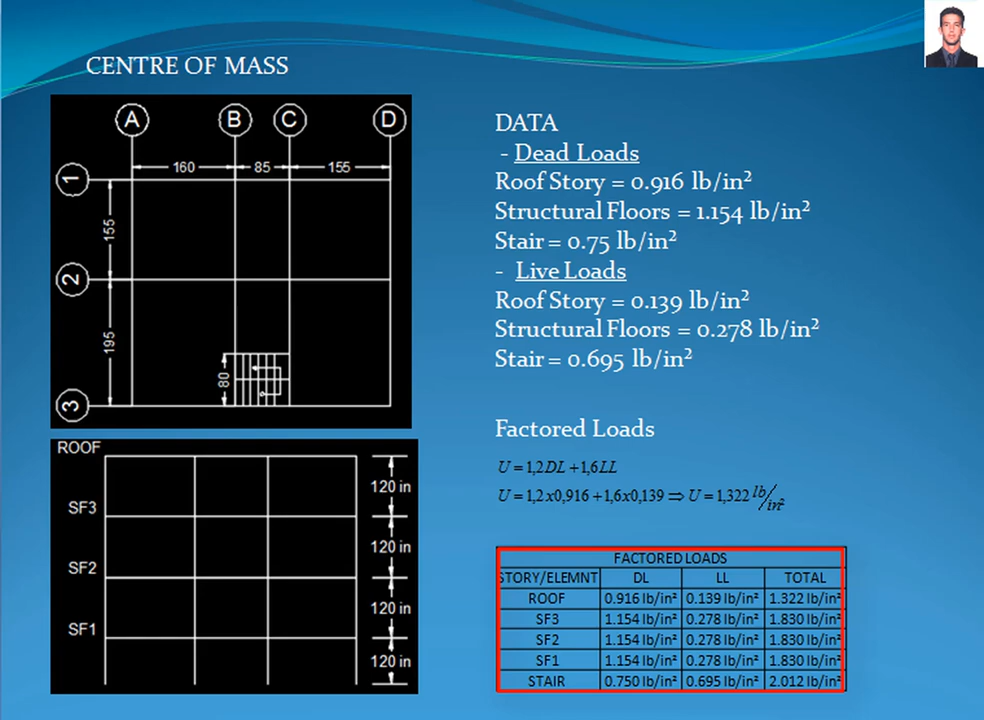 CENTRE OF MASS
A B C D
160 85 155
1
155
2
195
80
3
ROOF
120 in
SF3
120 in
SF2
120 in
SF1
120 in
DATA
- Dead Loads
Roof Story = 0.916 lb/in²
Structural Floors = 1.154 lb/in²
Stair = 0.75 lb/in²
- Live Loads
Roof Story = 0.139 lb/in²
Structural Floors = 0.278 lb/in²
Stair = 0.695 lb/in²
Factored Loads
U = 1,2DL + 1,6LL
U = 1,2x0,916 + 1,6x0,139 ⇒ U = 1,322 lb/in²
FACTORED LOADS
STORY/ELEMNT DL LL TOTAL
ROOF 0.916 lb/in² 0.139 lb/in² 1.322 lb/in²
SF3 1.154 lb/in² 0.278 lb/in² 1.830 lb/in²
SF2 1.154 lb/in² 0.278 lb/in² 1.830 lb/in²
SF1 1.154 lb/in² 0.278 lb/in² 1.830 lb/in²
STAIR 0.750 lb/in² 0.695 lb/in² 2.012 lb/in²